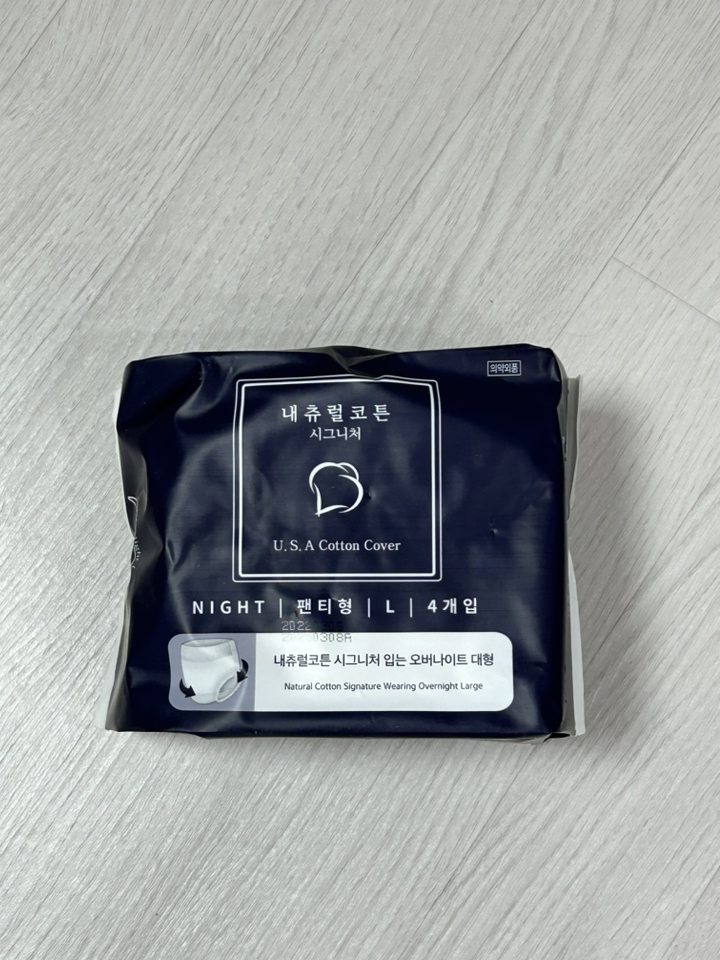 의약외품
내츄럴코튼
시그니처
U.S.A Cotton Cover
NIGHT | 팬티형 | L | 4개입
내츄럴코튼 시그니처 입는 오버나이트 대형
Natural Cotton Signature Wearing Overnight Large